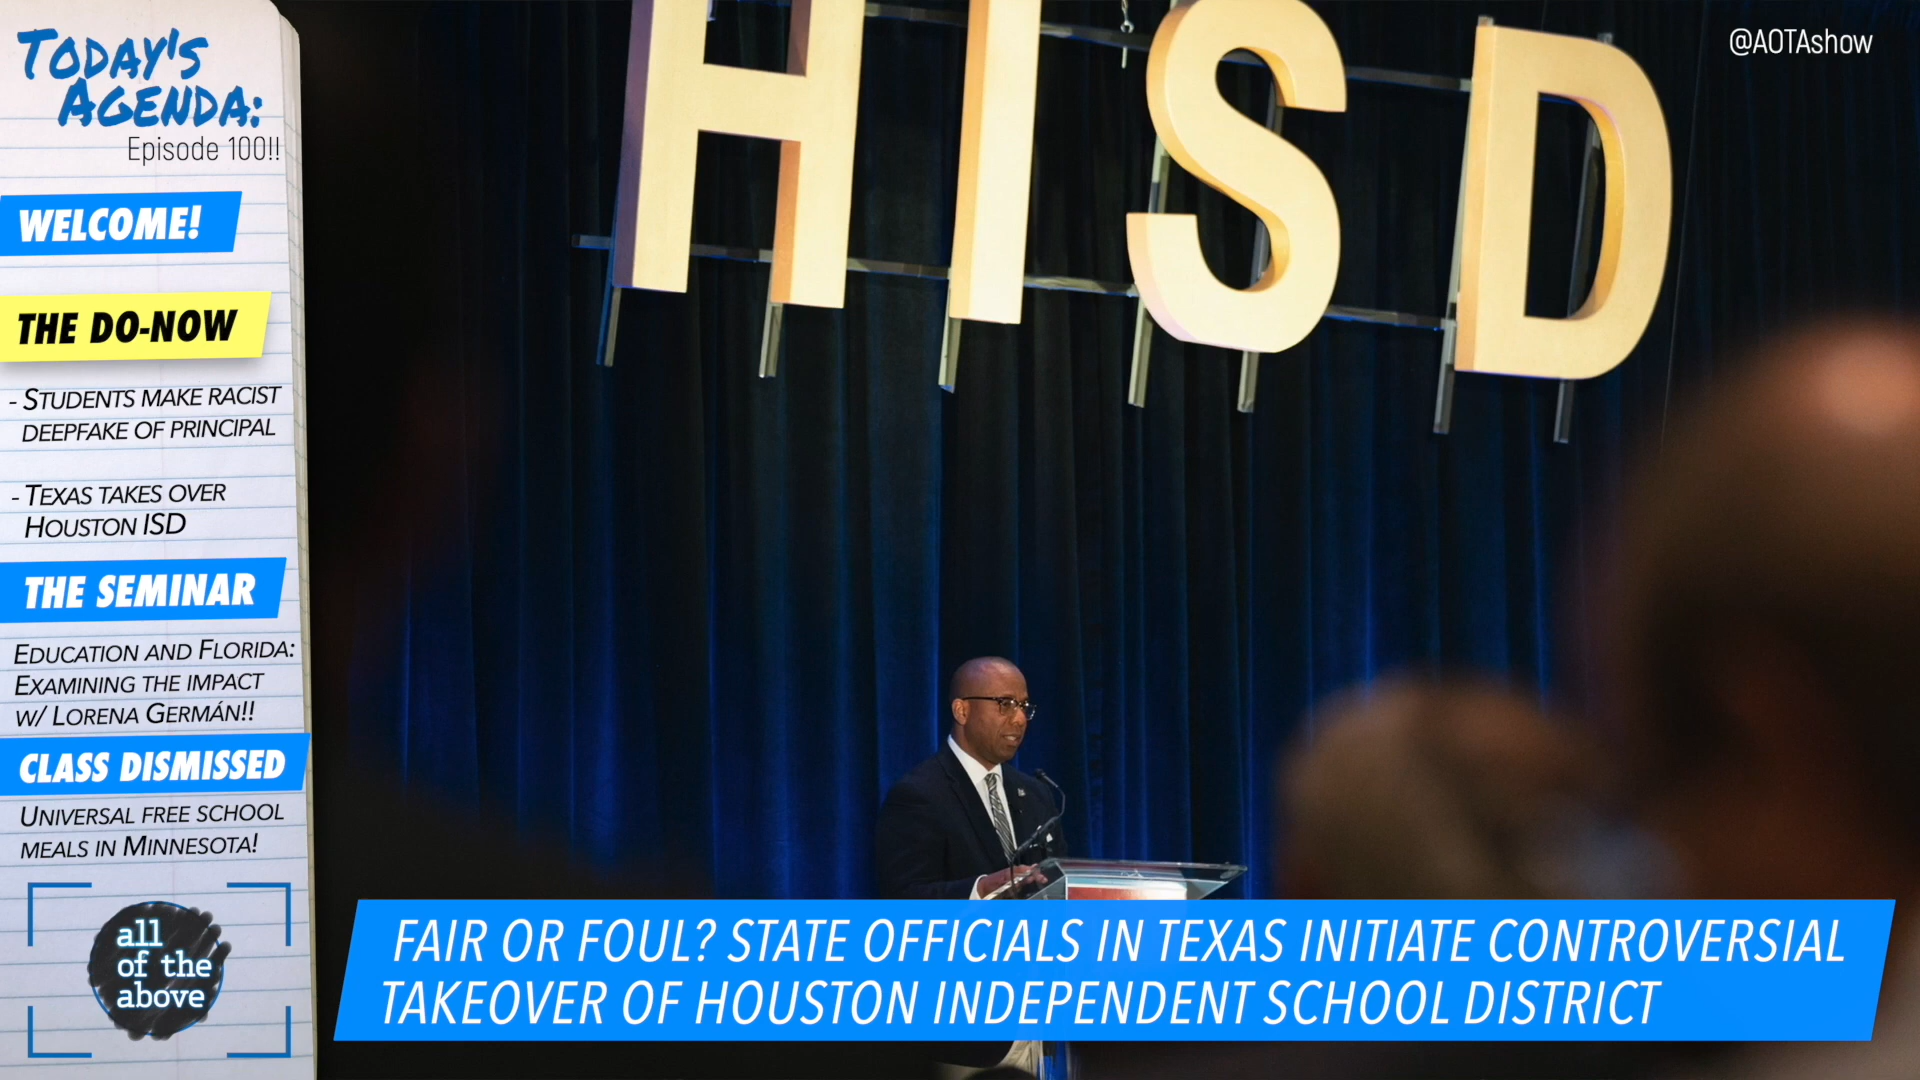 TODAY'S
AGENDA:
Episode 100!!
WELCOME!
THE DO-NOW
- STUDENTS MAKE RACIST
DEEPFAKE OF PRINCIPAL
- TEXAS TAKES OVER
HOUSTON ISD
THE SEMINAR
EDUCATION AND FLORIDA:
EXAMINING THE IMPACT
W/ LORENA GERMÁN!!
CLASS DISMISSED
UNIVERSAL FREE SCHOOL
MEALS IN MINNESOTA!
all
of the
above
HISD
@AOTAshow
FAIR OR FOUL? STATE OFFICIALS IN TEXAS INITIATE CONTROVERSIAL
TAKEOVER OF HOUSTON INDEPENDENT SCHOOL DISTRICT